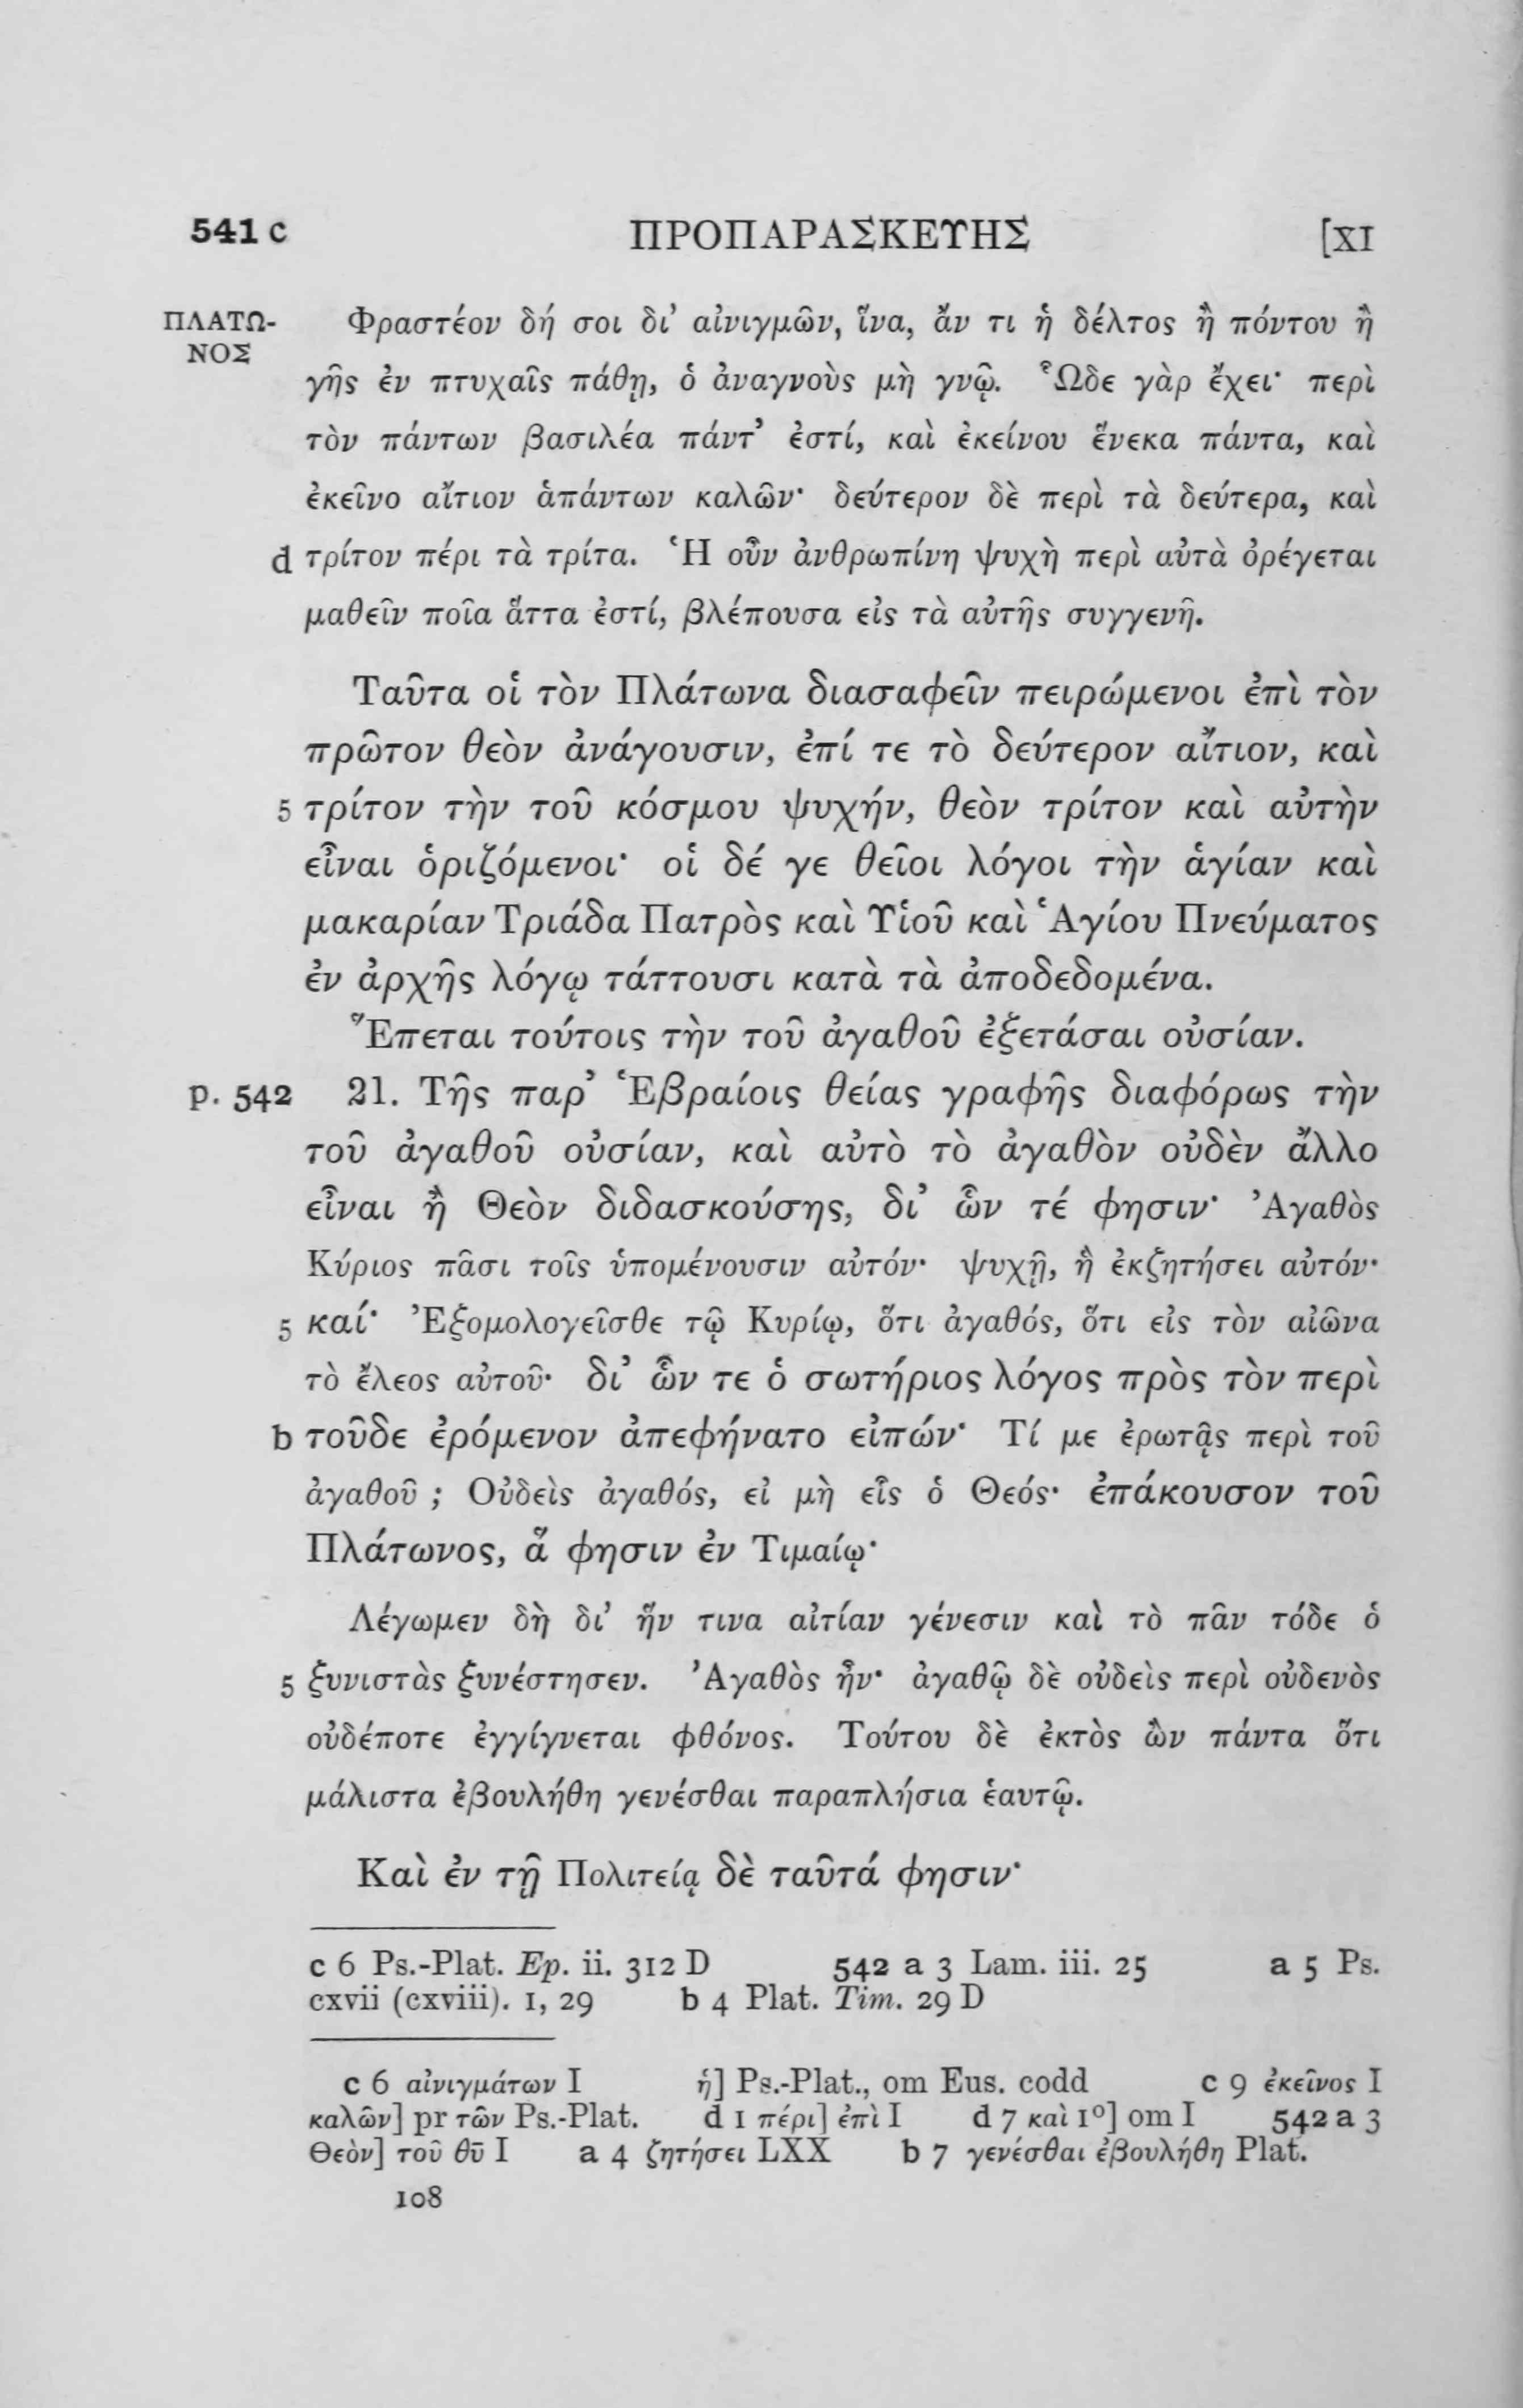 541 c ΠΡΟΠΑΡΑΣΚΕΥΗΣ [XI
ΠΛΑΤΩ-
ΝΟΣ
Φραστέον δή σοι δι’ αἰνιγμῶν, ἵνα, ἄν τι ἡ δέλτος ἢ πόντου ἢ
γῆς ἐν πτυχαῖς πάθῃ, ὁ ἀναγνοὺς μὴ γνῷ. Ὧδε γὰρ ἔχει· περὶ
τὸν πάντων βασιλέα πάντ’ ἐστί, καὶ ἐκείνου ἕνεκα πάντα, καὶ
ἐκεῖνο αἴτιον ἁπάντων καλῶν· δεύτερον δὲ περὶ τὰ δεύτερα, καὶ
d τρίτον πέρι τὰ τρίτα. Ἡ οὖν ἀνθρωπίνη ψυχὴ περὶ αὐτὰ ὀρέγεται
μαθεῖν ποῖα ἄττα ἐστί, βλέπουσα εἰς τὰ αὑτῆς συγγενῆ.
Ταῦτα οἱ τὸν Πλάτωνα διασαφεῖν πειρώμενοι ἐπὶ τὸν
πρῶτον θεὸν ἀνάγουσιν, ἐπί τε τὸ δεύτερον αἴτιον, καὶ
5 τρίτον τὴν τοῦ κόσμου ψυχήν, θεὸν τρίτον καὶ αὐτὴν
εἶναι ὁριζόμενοι· οἱ δέ γε θεῖοι λόγοι τὴν ἁγίαν καὶ
μακαρίαν Τριάδα Πατρὸς καὶ Υἱοῦ καὶ Ἁγίου Πνεύματος
ἐν ἀρχῆς λόγῳ τάττουσι κατὰ τὰ ἀποδεδομένα.
Ἕπεται τούτοις τὴν τοῦ ἀγαθοῦ ἐξετάσαι οὐσίαν.
p. 542 21. Τῆς παρ’ Ἑβραίοις θείας γραφῆς διαφόρως τὴν
τοῦ ἀγαθοῦ οὐσίαν, καὶ αὐτὸ τὸ ἀγαθὸν οὐδὲν ἄλλο
εἶναι ἢ Θεὸν διδασκούσης, δι’ ὧν τέ φησιν· Ἀγαθὸς
Κύριος πᾶσι τοῖς ὑπομένουσιν αὐτόν· ψυχῇ, ἣ ἐκζητήσει αὐτόν·
5 καί· Ἐξομολογεῖσθε τῷ Κυρίῳ, ὅτι ἀγαθός, ὅτι εἰς τὸν αἰῶνα
τὸ ἔλεος αὐτοῦ· δι’ ὧν τε ὁ σωτήριος λόγος πρὸς τὸν περὶ
b τοῦδε ἐρόμενον ἀπεφήνατο εἰπών· Τί με ἐρωτᾷς περὶ τοῦ
ἀγαθοῦ ; Οὐδεὶς ἀγαθός, εἰ μὴ εἷς ὁ Θεός· ἐπάκουσον τοῦ
Πλάτωνος, ἅ φησιν ἐν Τιμαίῳ·
Λέγωμεν δὴ δι’ ἥν τινα αἰτίαν γένεσιν καὶ τὸ πᾶν τόδε ὁ
5 ξυνιστὰς ξυνέστησεν. Ἀγαθὸς ἦν· ἀγαθῷ δὲ οὐδεὶς περὶ οὐδενὸς
οὐδέποτε ἐγγίγνεται φθόνος. Τούτου δὲ ἐκτὸς ὢν πάντα ὅτι
μάλιστα ἐβουλήθη γενέσθαι παραπλήσια ἑαυτῷ.
Καὶ ἐν τῇ Πολιτείᾳ δὲ ταῦτά φησιν·
c 6 Ps.-Plat. Ep. ii. 312 D 542 a 3 Lam. iii. 25 a 5 Ps.
cxvii (cxviii). 1, 29 b 4 Plat. Tim. 29 D
c 6 αἰνιγμάτων I ἡ] Ps.-Plat., om Eus. codd c 9 ἐκεῖνος I
καλῶν] pr τῶν Ps.-Plat. d 1 πέρι] ἐπὶ I d 7 καὶ 1º] om I 542 a 3
Θεὸν] τοῦ θῡ I a 4 ζητήσει LXX b 7 γενέσθαι ἐβουλήθη Plat.
108